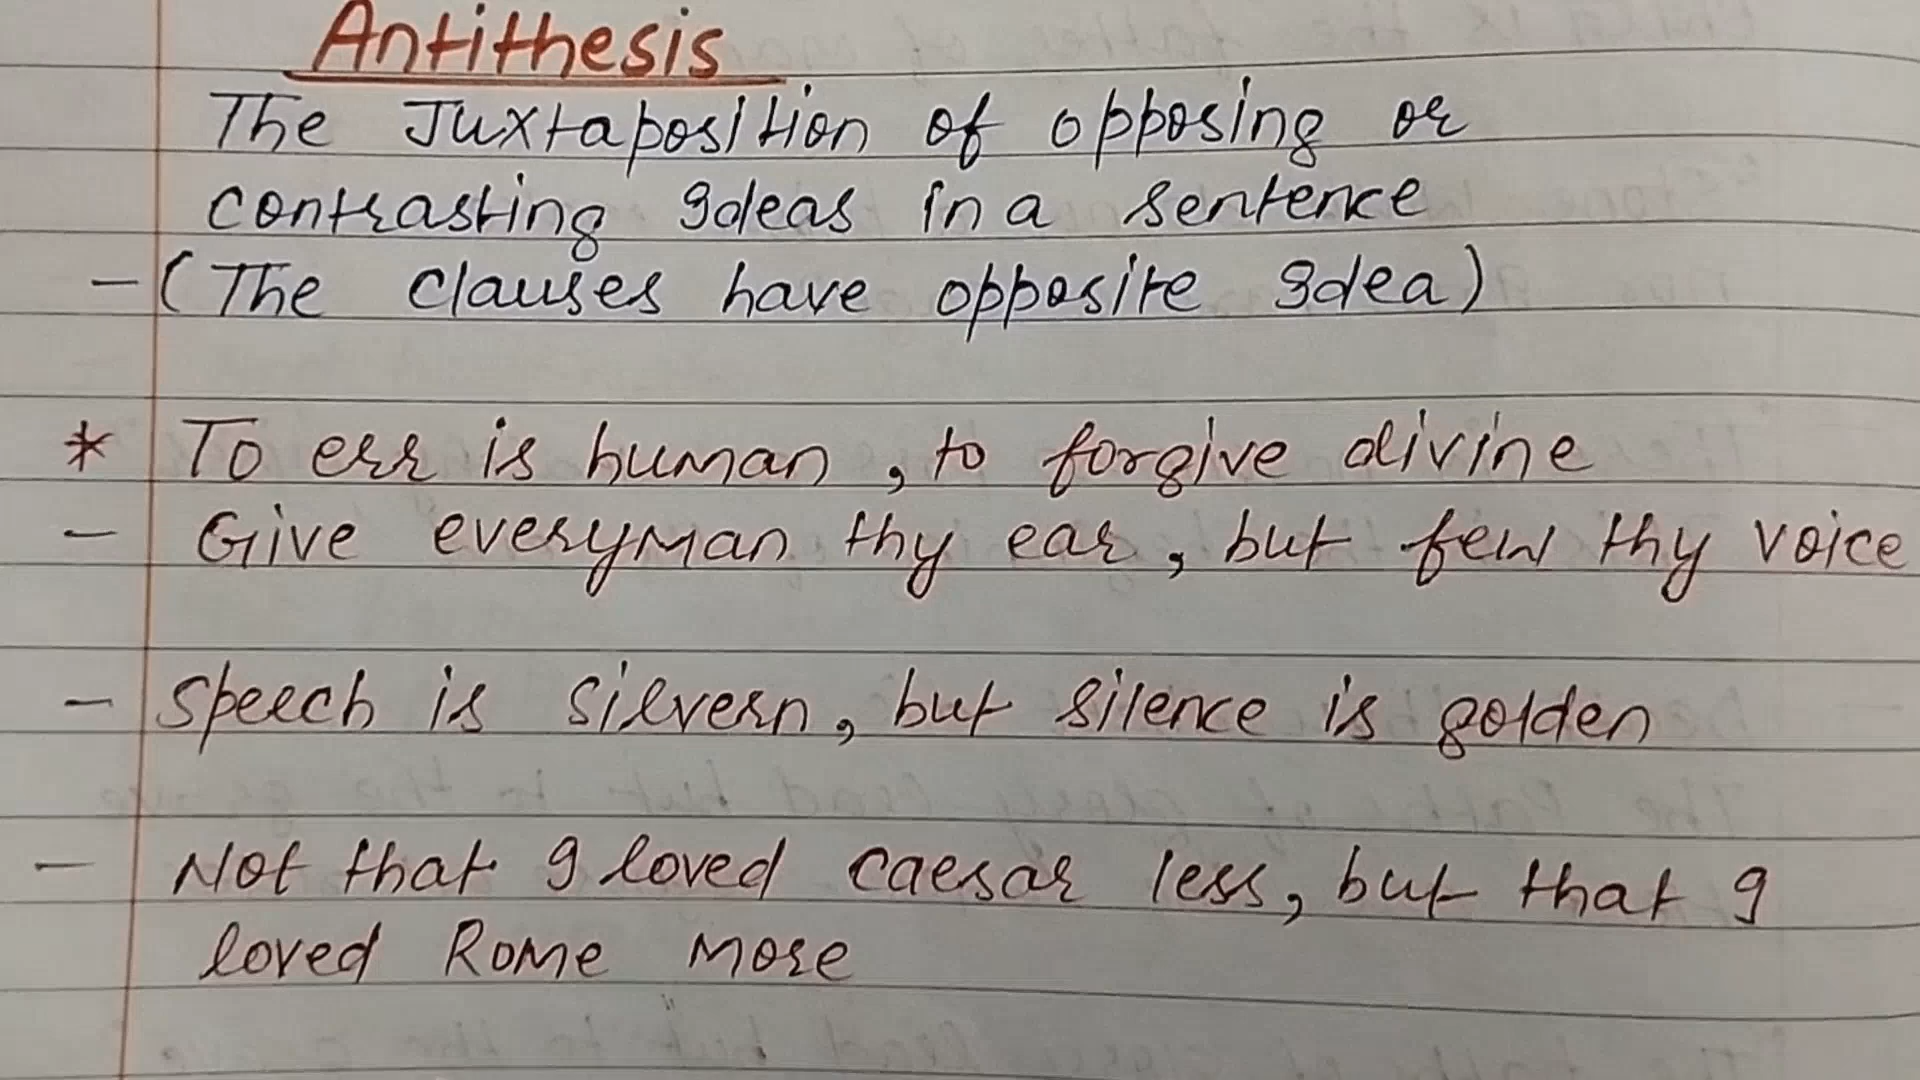 Antithesis
The Juxtaposition of opposing or
contrasting Ideas in a sentence
- (The clauses have opposite Idea)
* To err is human, to forgive divine
- Give everyman thy ear, but few thy voice
- Speech is silvern, but silence is golden
- Not that I loved caesar less, but that I
loved Rome more